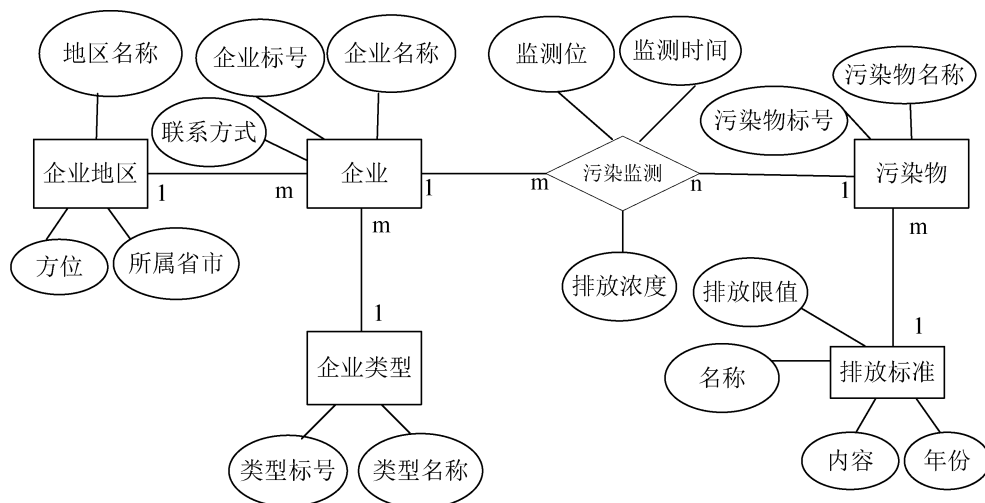 地区名称
企业标号
企业名称
监测位
监测时间
污染物名称
联系方式
污染物标号
企业地区
1
m
企业
1
m
污染监测
n
1
污染物
m
m
方位
所属省市
排放浓度
排放限值
1
1
企业类型
名称
排放标准
类型标号
类型名称
内容
年份